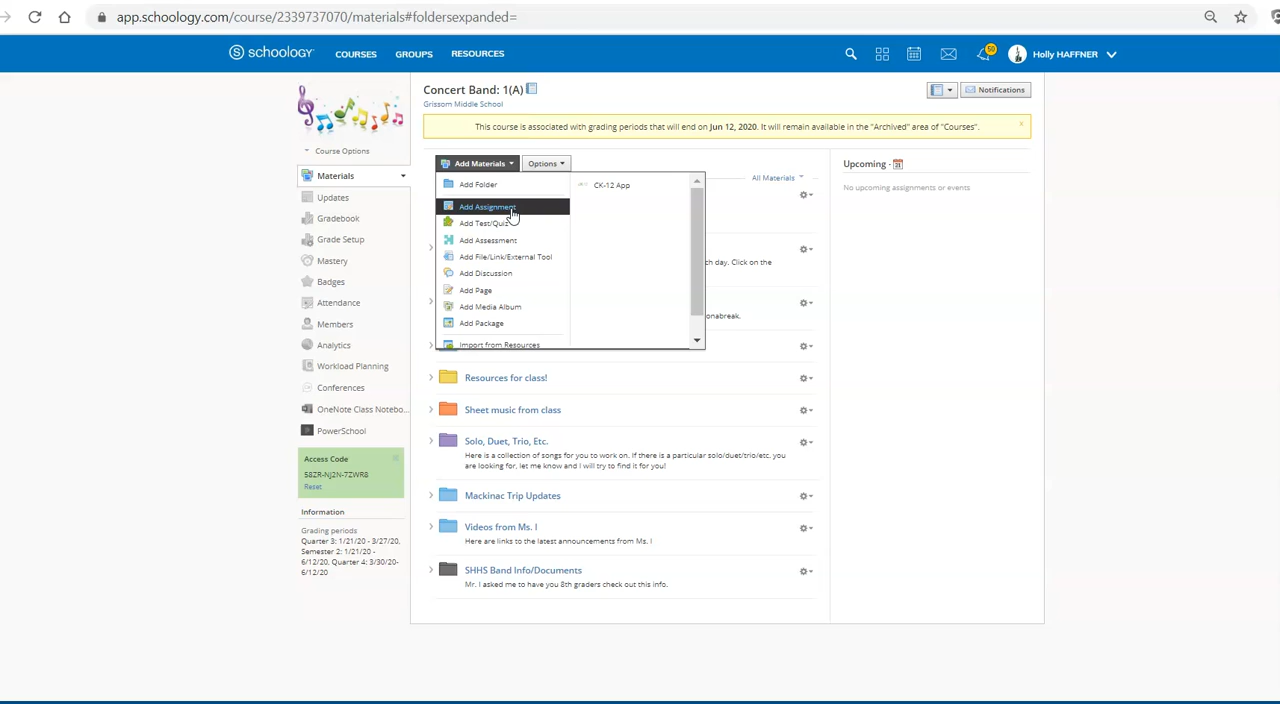 app.schoology.com/course/2339737070/materials#foldersexpanded=
schoology
COURSES
GROUPS
RESOURCES
50
Holly HAFFNER
Concert Band: 1(A)
Grissom Middle School
Notifications
This course is associated with grading periods that will end on Jun 12, 2020. It will remain available in the "Archived" area of "Courses".
x
Course Options
Materials
Updates
Gradebook
Grade Setup
Mastery
Badges
Attendance
Members
Analytics
Workload Planning
Conferences
OneNote Class Notebo...
PowerSchool
Access Code
Reset
Information
Grading periods
Quarter 3: 1/21/20 - 3/27/20,
Semester 2: 1/21/20 -
6/12/20, Quarter 4: 3/30/20-
6/12/20
Add Materials
Options
All Materials
Add Folder
Add Assignment
Add Test/Quiz
Add Assessment
Add File/Link/External Tool
Add Discussion
Add Page
Add Media Album
Add Package
Import from Resources
CK-12 App
ch day. Click on the
onabreak.
Resources for class!
Sheet music from class
Solo, Duet, Trio, Etc.
Here is a collection of songs for you to work on. If there is a particular solo/duet/trio/etc. you
are looking for, let me know and I will try to find it for you!
Mackinac Trip Updates
Videos from Ms. I
Here are links to the latest announcements from Ms. I
SHHS Band Info/Documents
Mr. I asked me to have you 8th graders check out this info.
Upcoming ·
No upcoming assignments or events